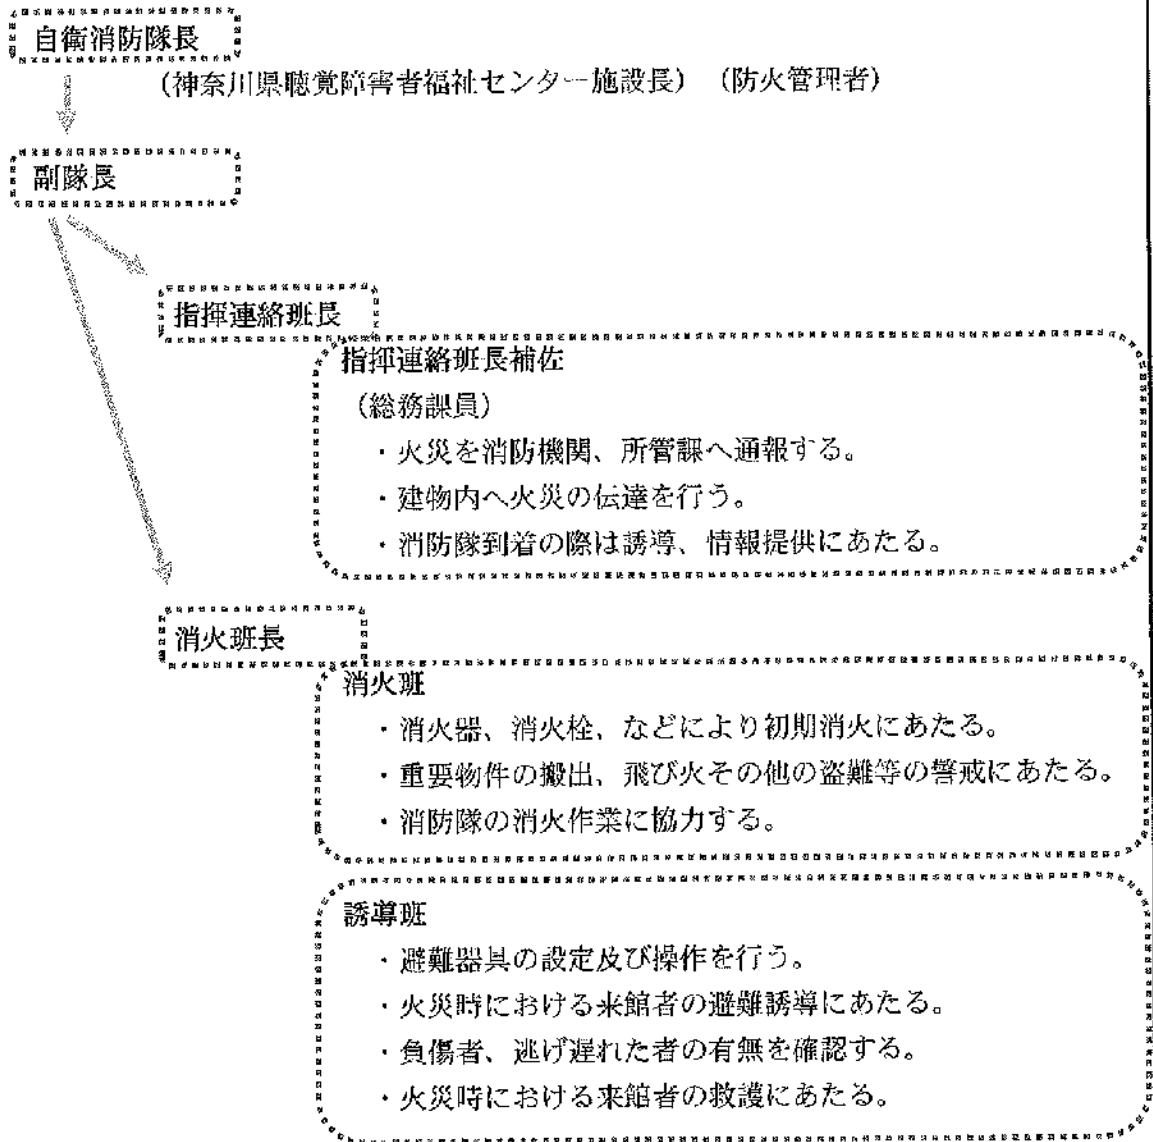 自衛消防隊長
(神奈川県聴覚障害者福祉センター施設長) (防火管理者)
副隊長
指揮連絡班長
指揮連絡班長補佐
(総務課員)
・火災を消防機関、所管課へ通報する。
・建物内へ火災の伝達を行う。
・消防隊到着の際は誘導、情報提供にあたる。
消火班長
消火班
・消火器、消火栓、などにより初期消火にあたる。
・重要物件の搬出、飛び火その他の盗難等の警戒にあたる。
・消防隊の消火作業に協力する。
誘導班
・避難器具の設定及び操作を行う。
・火災時における来館者の避難誘導にあたる。
・負傷者、逃げ遅れた者の有無を確認する。
・火災時における来館者の救護にあたる。